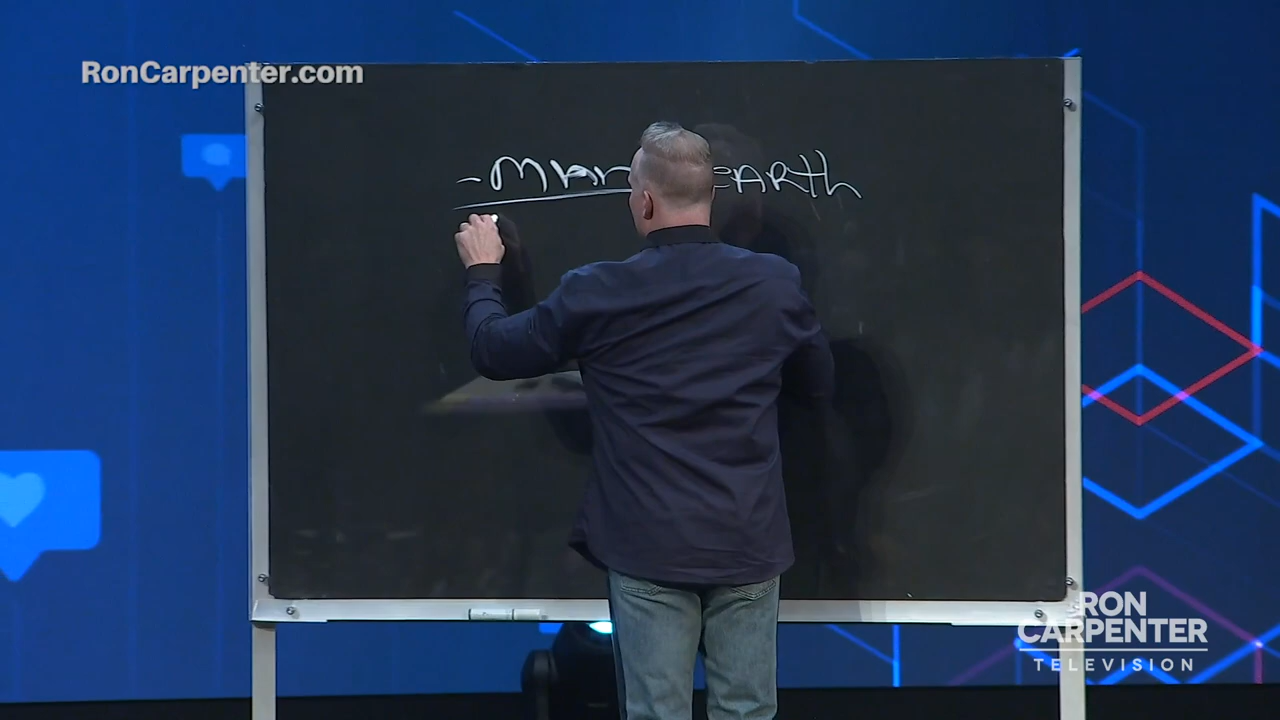 RonCarpenter.com
- MAN EARTH
RON
CARPENTER
TELEVISION